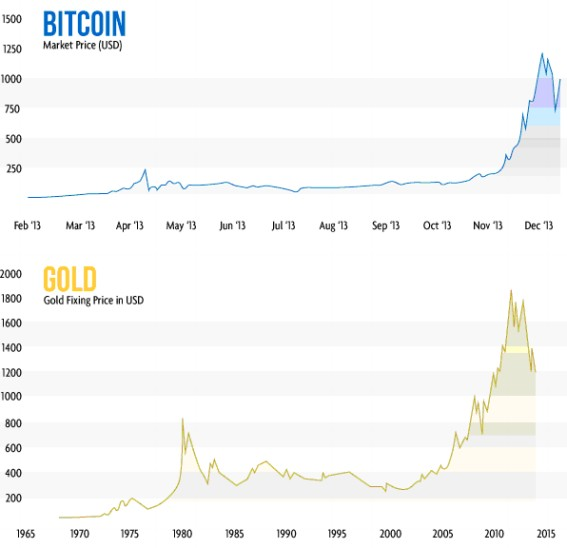 1500
BITCOIN
Market Price (USD)
1250
1000
750
500
250
Feb '13 Mar '13 Apr '13 May '13 Jun '13 Jul '13 Aug '13 Sep '13 Oct '13 Nov '13 Dec '13
2000
GOLD
Gold Fixing Price in USD
1800
1600
1400
1200
1000
800
600
400
200
1965 1970 1975 1980 1985 1990 1995 2000 2005 2010 2015